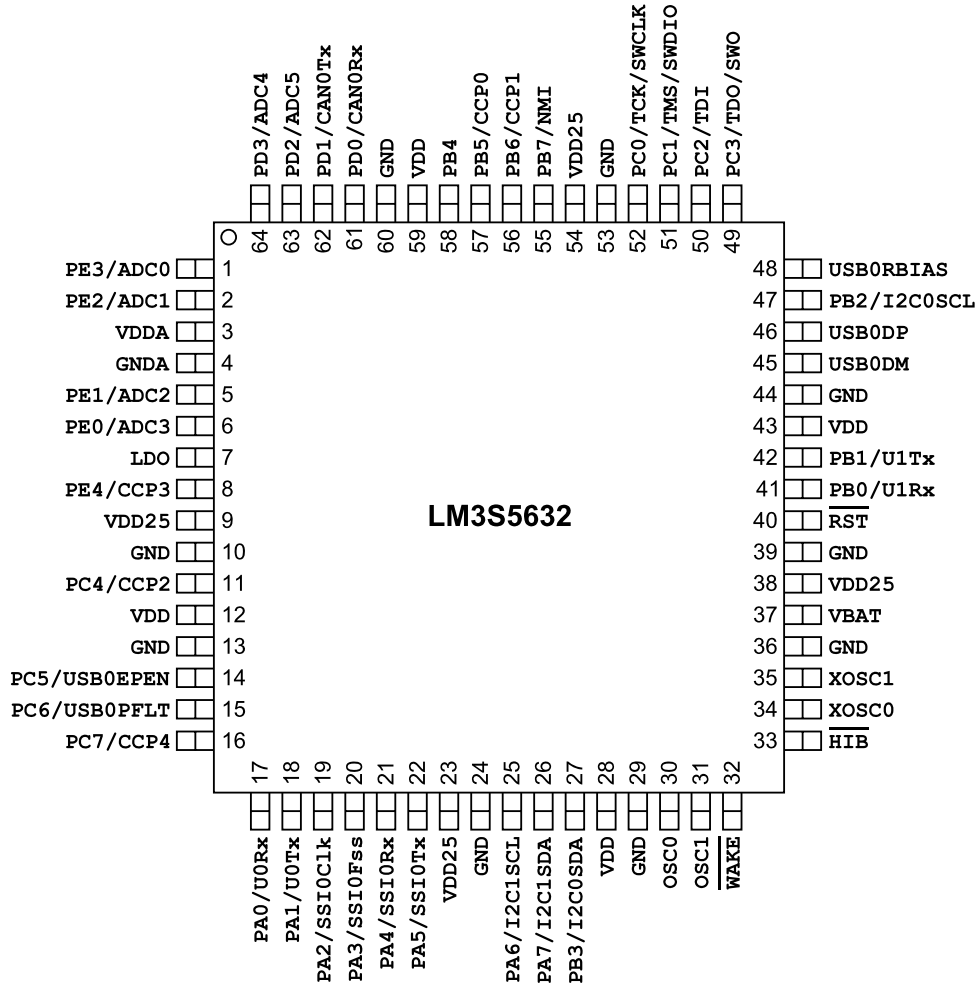 PD3/ADC4
PD2/ADC5
PD1/CAN0Tx
PD0/CAN0Rx
GND
VDD
PB4
PB5/CCP0
PB6/CCP1
PB7/NMI
VDD25
GND
PC0/TCK/SWCLK
PC1/TMS/SWDIO
PC2/TDI
PC3/TDO/SWO
64 63 62 61 60 59 58 57 56 55 54 53 52 51 50 49
PE3/ADC0 1
PE2/ADC1 2
VDDA 3
GNDA 4
PE1/ADC2 5
PE0/ADC3 6
LDO 7
PE4/CCP3 8
VDD25 9
GND 10
PC4/CCP2 11
VDD 12
GND 13
PC5/USB0EPEN 14
PC6/USB0PFLT 15
PC7/CCP4 16
LM3S5632
48 USB0RBIAS
47 PB2/I2C0SCL
46 USB0DP
45 USB0DM
44 GND
43 VDD
42 PB1/U1Tx
41 PB0/U1Rx
40 RST
39 GND
38 VDD25
37 VBAT
36 GND
35 XOSC1
34 XOSC0
33 HIB
17 18 19 20 21 22 23 24 25 26 27 28 29 30 31 32
PA0/U0Rx
PA1/U0Tx
PA2/SSI0Clk
PA3/SSI0Fss
PA4/SSI0Rx
PA5/SSI0Tx
VDD25
GND
PA6/I2C1SCL
PA7/I2C1SDA
PB3/I2C0SDA
VDD
GND
OSC0
OSC1
WAKE